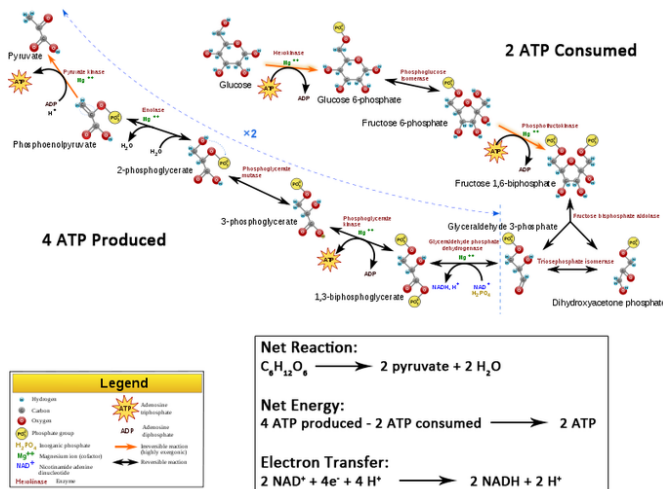 Pyruvate
Pyruvate kinase
Mg++
ATP
ADP
H+
Phosphoenolpyruvate
PO4
Enolase
Mg++
H2O
H2O
2-phosphoglycerate
×2
4 ATP Produced
Glucose
Hexokinase
Mg++
ATP
ADP
Glucose 6-phosphate
Phosphoglucose
isomerase
Fructose 6-phosphate
2 ATP Consumed
Phosphofructokinase
Mg++
ATP
ADP
Fructose 1,6-biphosphate
Fructose bisphosphate aldolase
Phosphoglycerate
mutase
3-phosphoglycerate
Phosphoglycerate
kinase
Mg++
ATP
ADP
1,3-biphosphoglycerate
Glyceraldehyde 3-phosphate
Glyceraldehyde phosphate
dehydrogenase
Mg++
NADH, H+
NAD+
H3PO4
Triosephosphate isomerase
Dihydroxyacetone phosphate
Legend
Hydrogen
Carbon
Oxygen
Phosphate group
H3PO4 Inorganic phosphate
Mg++ Magnesium ion (cofactor)
NAD+ Nicotinamide adenine
dinucleotide
Hexokinase Enzyme
ATP Adenosine
triphosphate
ADP Adenosine
diphosphate
Irreversible reaction
(highly exergonic)
Reversible reaction
Net Reaction:
C6H12O6 → 2 pyruvate + 2 H2O
Net Energy:
4 ATP produced - 2 ATP consumed → 2 ATP
Electron Transfer:
2 NAD+ + 4e- + 4 H+ → 2 NADH + 2 H+